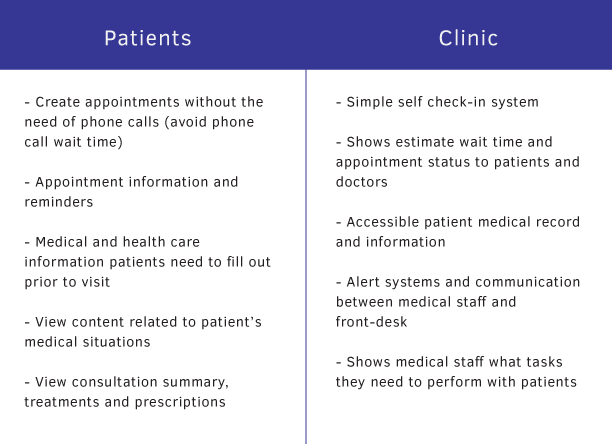 Patients
- Create appointments without the
need of phone calls (avoid phone
call wait time)
- Appointment information and
reminders
- Medical and health care
information patients need to fill out
prior to visit
- View content related to patient's
medical situations
- View consultation summary,
treatments and prescriptions
Clinic
- Simple self check-in system
- Shows estimate wait time and
appointment status to patients and
doctors
- Accessible patient medical record
and information
- Alert systems and communication
between medical staff and
front-desk
- Shows medical staff what tasks
they need to perform with patients